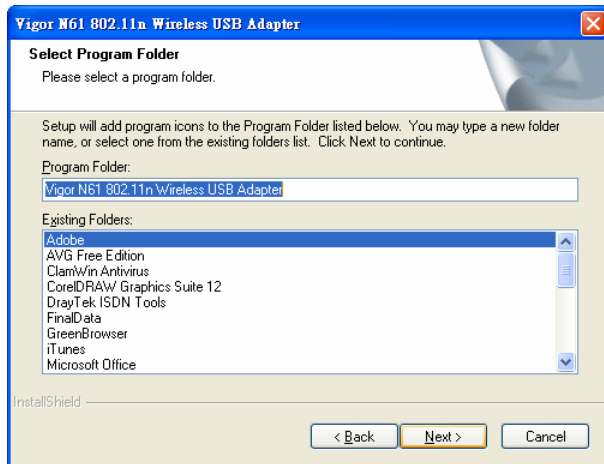 Vigor N61 802.11n Wireless USB Adapter
Select Program Folder
Please select a program folder.
Setup will add program icons to the Program Folder listed below. You may type a new folder
name, or select one from the existing folders list. Click Next to continue.
Program Folder:
Vigor N61 802.11n Wireless USB Adapter
Existing Folders:
Adobe
AVG Free Edition
ClamWin Antivirus
CorelDRAW Graphics Suite 12
DrayTek ISDN Tools
FinalData
GreenBrowser
iTunes
Microsoft Office
InstallShield
< Back Next > Cancel